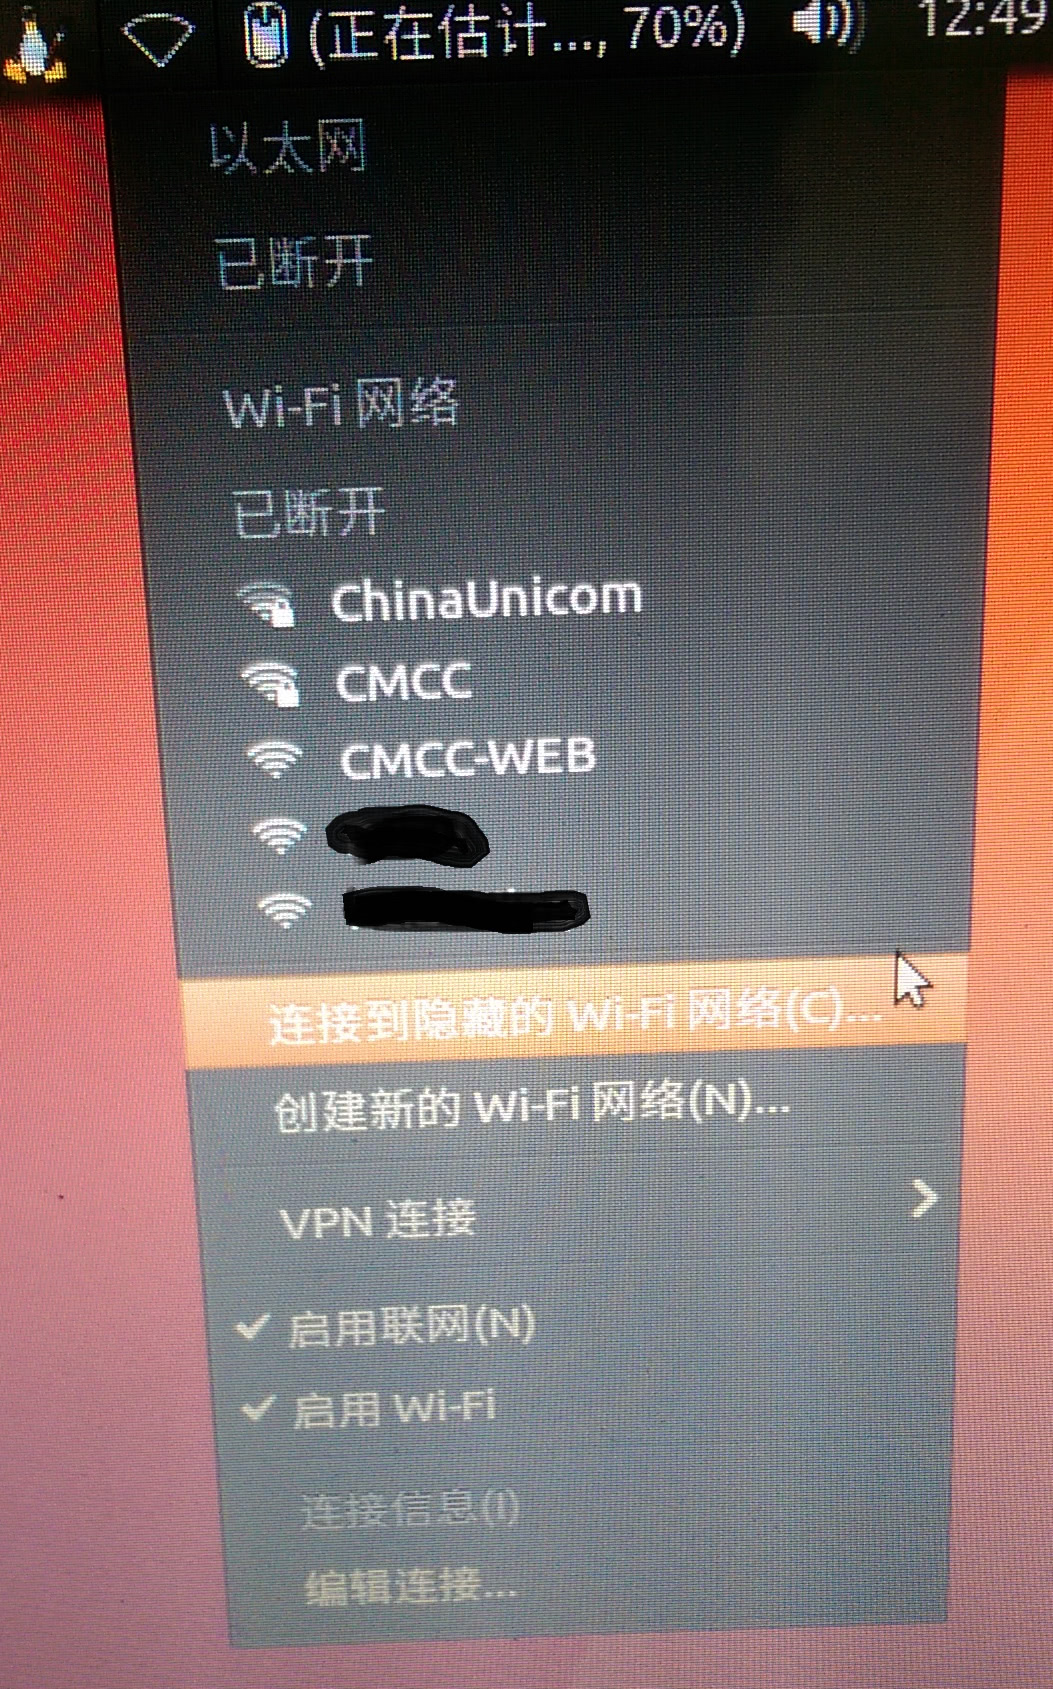 (正在估计..., 70%) 12:49
以太网
已断开
Wi-Fi 网络
已断开
ChinaUnicom
CMCC
CMCC-WEB
连接到隐藏的 Wi-Fi 网络(C)...
创建新的 Wi-Fi 网络(N)...
VPN 连接
启用联网(N)
启用 Wi-Fi
连接信息(I)
编辑连接...